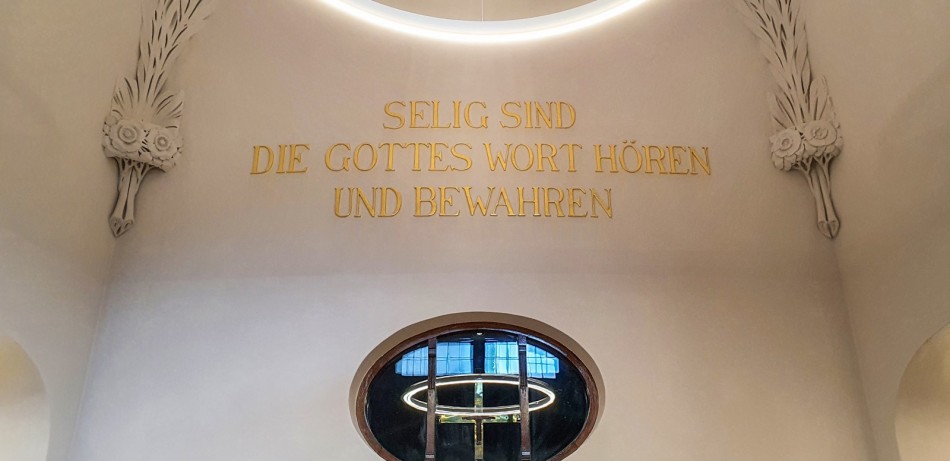 SELIG SIND
DIE GOTTES WORT HÖREN
UND BEWAHREN